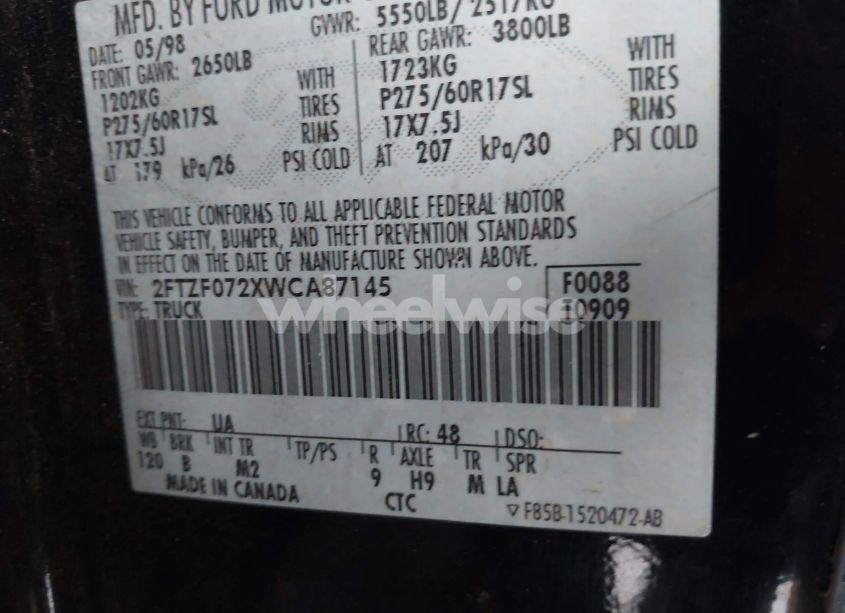 MFD. BY FORD MOTOR
DATE: 05/98 GVWR: 5550LB/ 2517KG
FRONT GAWR: 2650LB REAR GAWR: 3800LB
1202KG WITH 1723KG WITH
P275/60R17SL TIRES P275/60R17SL TIRES
17X7.5J RIMS 17X7.5J RIMS
AT 179 kPa/26 PSI COLD AT 207 kPa/30 PSI COLD
THIS VEHICLE CONFORMS TO ALL APPLICABLE FEDERAL MOTOR
VEHICLE SAFETY, BUMPER, AND THEFT PREVENTION STANDARDS
IN EFFECT ON THE DATE OF MANUFACTURE SHOWN ABOVE.
VIN: 2FTZF072XWCA87145 F0088
TYPE: TRUCK T0909
wheelwise
EXT PNT: UA RC: 48 DSO:
WB BRK INT TR TP/PS R AXLE TR SPR
120 B M2 9 H9 M LA
MADE IN CANADA CTC
▽ F85B-1520472-AB